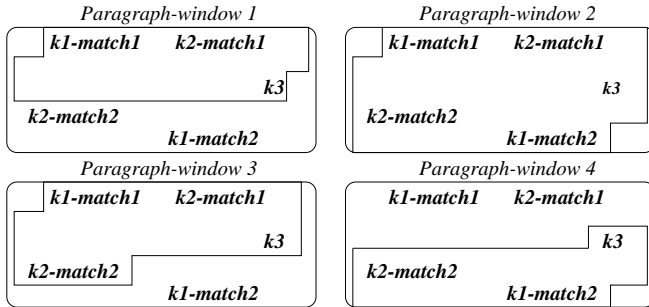 Paragraph-window 1
k1-match1 k2-match1
k3
k2-match2
k1-match2
Paragraph-window 2
k1-match1 k2-match1
k3
k2-match2
k1-match2
Paragraph-window 3
k1-match1 k2-match1
k3
k2-match2
k1-match2
Paragraph-window 4
k1-match1 k2-match1
k3
k2-match2
k1-match2